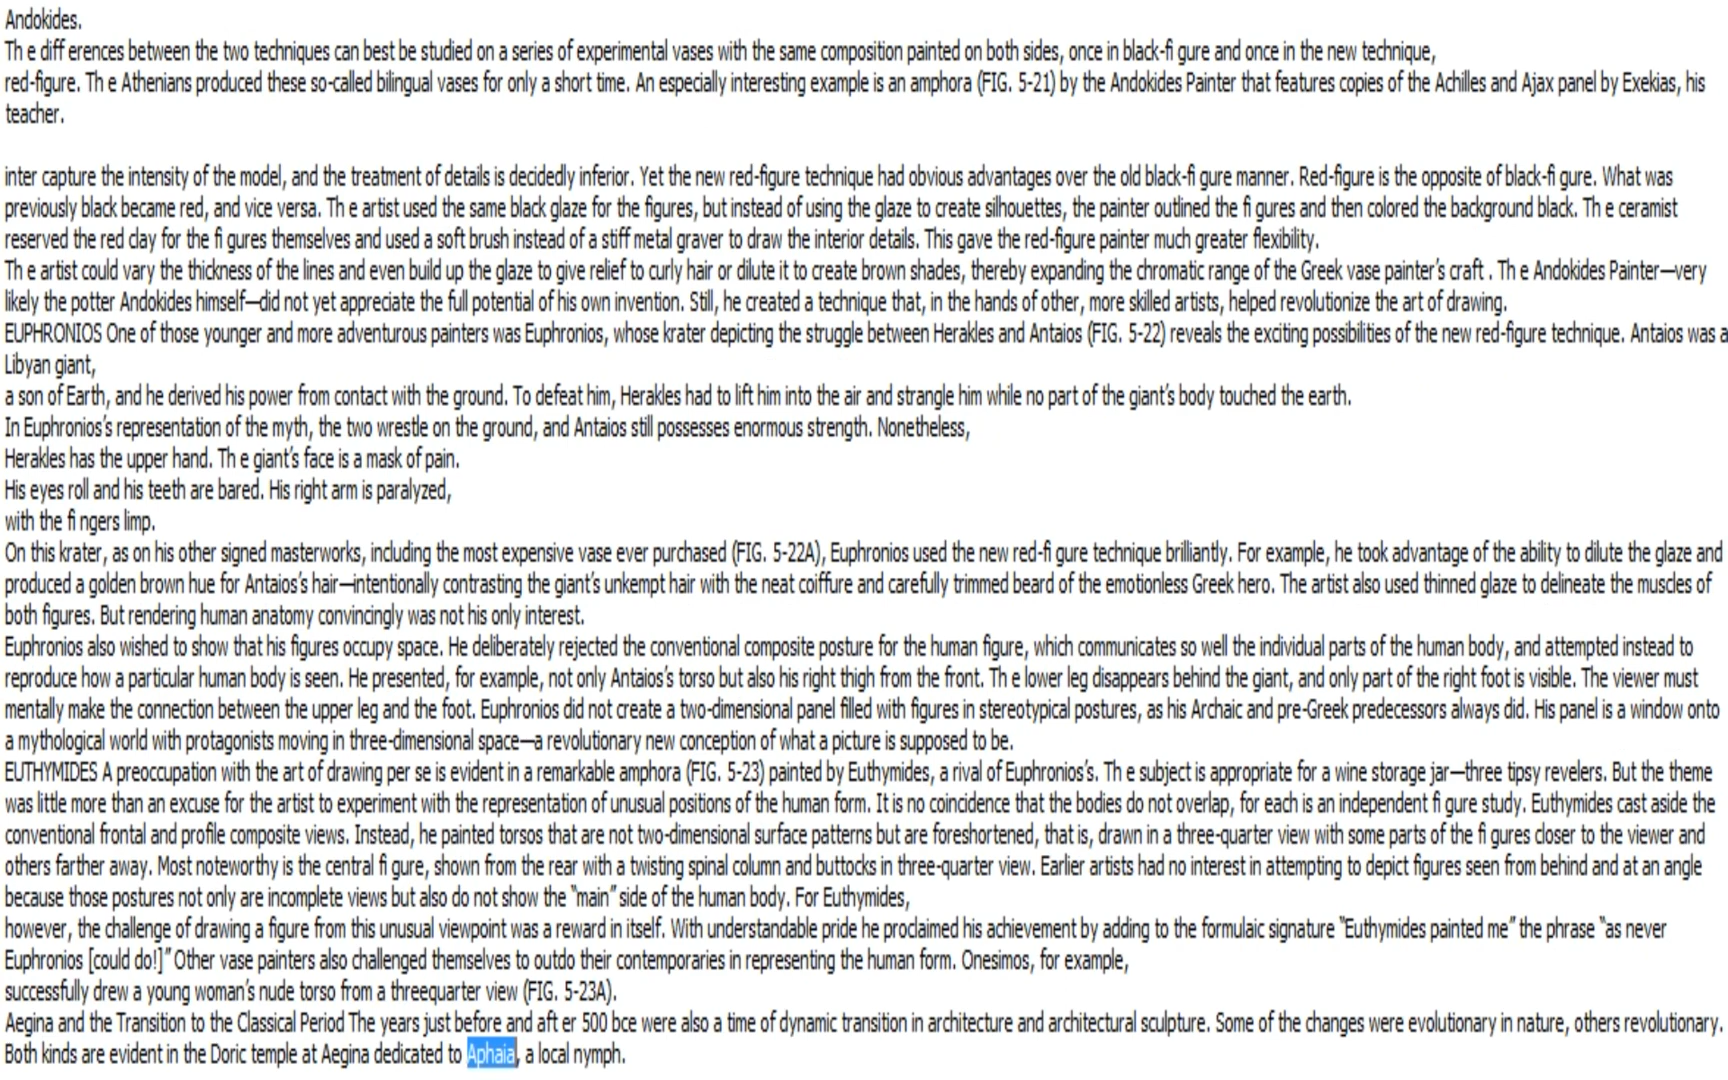 Andokides.
Th e diff erences between the two techniques can best be studied on a series of experimental vases with the same composition painted on both sides, once in black-fi gure and once in the new technique,
red-figure. Th e Athenians produced these so-called bilingual vases for only a short time. An especially interesting example is an amphora (FIG. 5-21) by the Andokides Painter that features copies of the Achilles and Ajax panel by Exekias, his
teacher.
inter capture the intensity of the model, and the treatment of details is decidedly inferior. Yet the new red-figure technique had obvious advantages over the old black-fi gure manner. Red-figure is the opposite of black-fi gure. What was
previously black became red, and vice versa. Th e artist used the same black glaze for the figures, but instead of using the glaze to create silhouettes, the painter outlined the fi gures and then colored the background black. Th e ceramist
reserved the red clay for the fi gures themselves and used a soft brush instead of a stiff metal graver to draw the interior details. This gave the red-figure painter much greater flexibility.
Th e artist could vary the thickness of the lines and even build up the glaze to give relief to curly hair or dilute it to create brown shades, thereby expanding the chromatic range of the Greek vase painter’s craft . Th e Andokides Painter—very
likely the potter Andokides himself—did not yet appreciate the full potential of his own invention. Still, he created a technique that, in the hands of other, more skilled artists, helped revolutionize the art of drawing.
EUPHRONIOS One of those younger and more adventurous painters was Euphronios, whose krater depicting the struggle between Herakles and Antaios (FIG. 5-22) reveals the exciting possibilities of the new red-figure technique. Antaios was a
Libyan giant,
a son of Earth, and he derived his power from contact with the ground. To defeat him, Herakles had to lift him into the air and strangle him while no part of the giant’s body touched the earth.
In Euphronios’s representation of the myth, the two wrestle on the ground, and Antaios still possesses enormous strength. Nonetheless,
Herakles has the upper hand. Th e giant’s face is a mask of pain.
His eyes roll and his teeth are bared. His right arm is paralyzed,
with the fi ngers limp.
On this krater, as on his other signed masterworks, including the most expensive vase ever purchased (FIG. 5-22A), Euphronios used the new red-fi gure technique brilliantly. For example, he took advantage of the ability to dilute the glaze and
produced a golden brown hue for Antaios’s hair—intentionally contrasting the giant’s unkempt hair with the neat coiffure and carefully trimmed beard of the emotionless Greek hero. The artist also used thinned glaze to delineate the muscles of
both figures. But rendering human anatomy convincingly was not his only interest.
Euphronios also wished to show that his figures occupy space. He deliberately rejected the conventional composite posture for the human figure, which communicates so well the individual parts of the human body, and attempted instead to
reproduce how a particular human body is seen. He presented, for example, not only Antaios’s torso but also his right thigh from the front. Th e lower leg disappears behind the giant, and only part of the right foot is visible. The viewer must
mentally make the connection between the upper leg and the foot. Euphronios did not create a two-dimensional panel filled with figures in stereotypical postures, as his Archaic and pre-Greek predecessors always did. His panel is a window onto
a mythological world with protagonists moving in three-dimensional space—a revolutionary new conception of what a picture is supposed to be.
EUTHYMIDES A preoccupation with the art of drawing per se is evident in a remarkable amphora (FIG. 5-23) painted by Euthymides, a rival of Euphronios’s. Th e subject is appropriate for a wine storage jar—three tipsy revelers. But the theme
was little more than an excuse for the artist to experiment with the representation of unusual positions of the human form. It is no coincidence that the bodies do not overlap, for each is an independent fi gure study. Euthymides cast aside the
conventional frontal and profile composite views. Instead, he painted torsos that are not two-dimensional surface patterns but are foreshortened, that is, drawn in a three-quarter view with some parts of the fi gures closer to the viewer and
others farther away. Most noteworthy is the central fi gure, shown from the rear with a twisting spinal column and buttocks in three-quarter view. Earlier artists had no interest in attempting to depict figures seen from behind and at an angle
because those postures not only are incomplete views but also do not show the “main” side of the human body. For Euthymides,
however, the challenge of drawing a figure from this unusual viewpoint was a reward in itself. With understandable pride he proclaimed his achievement by adding to the formulaic signature “Euthymides painted me” the phrase “as never
Euphronios [could do!]” Other vase painters also challenged themselves to outdo their contemporaries in representing the human form. Onesimos, for example,
successfully drew a young woman’s nude torso from a threequarter view (FIG. 5-23A).
Aegina and the Transition to the Classical Period The years just before and aft er 500 bce were also a time of dynamic transition in architecture and architectural sculpture. Some of the changes were evolutionary in nature, others revolutionary.
Both kinds are evident in the Doric temple at Aegina dedicated to Aphaia, a local nymph.